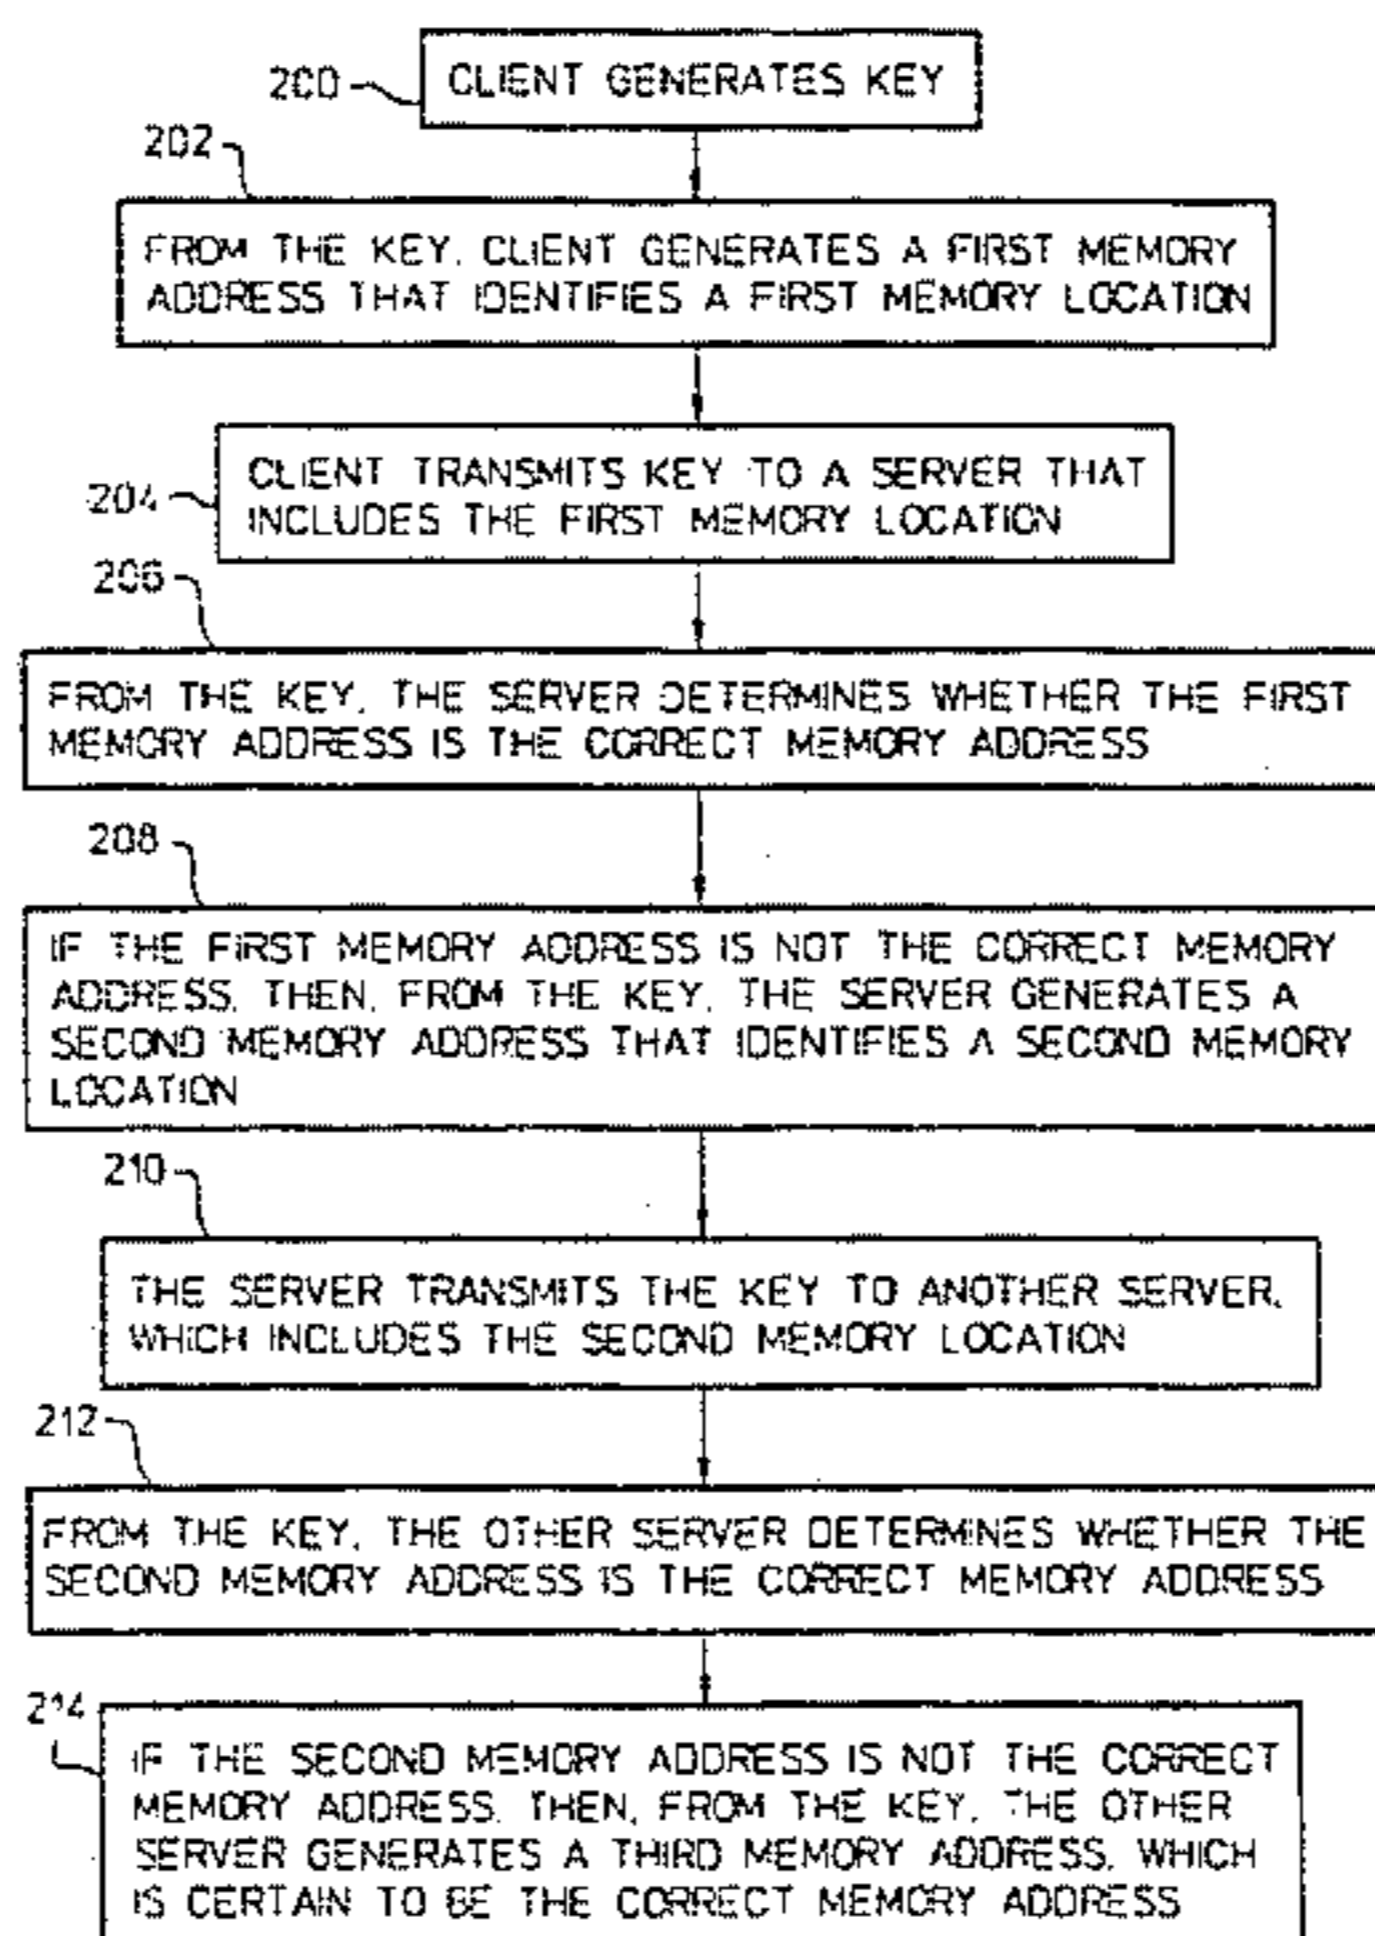 200
CLIENT GENERATES KEY
202
FROM THE KEY, CLIENT GENERATES A FIRST MEMORY
ADDRESS THAT IDENTIFIES A FIRST MEMORY LOCATION
204
CLIENT TRANSMITS KEY TO A SERVER THAT
INCLUDES THE FIRST MEMORY LOCATION
206
FROM THE KEY, THE SERVER DETERMINES WHETHER THE FIRST
MEMORY ADDRESS IS THE CORRECT MEMORY ADDRESS
208
IF THE FIRST MEMORY ADDRESS IS NOT THE CORRECT MEMORY
ADDRESS, THEN, FROM THE KEY, THE SERVER GENERATES A
SECOND MEMORY ADDRESS THAT IDENTIFIES A SECOND MEMORY
LOCATION
210
THE SERVER TRANSMITS THE KEY TO ANOTHER SERVER,
WHICH INCLUDES THE SECOND MEMORY LOCATION
212
FROM THE KEY, THE OTHER SERVER DETERMINES WHETHER THE
SECOND MEMORY ADDRESS IS THE CORRECT MEMORY ADDRESS
214
IF THE SECOND MEMORY ADDRESS IS NOT THE CORRECT
MEMORY ADDRESS, THEN, FROM THE KEY, THE OTHER
SERVER GENERATES A THIRD MEMORY ADDRESS, WHICH
IS CERTAIN TO BE THE CORRECT MEMORY ADDRESS